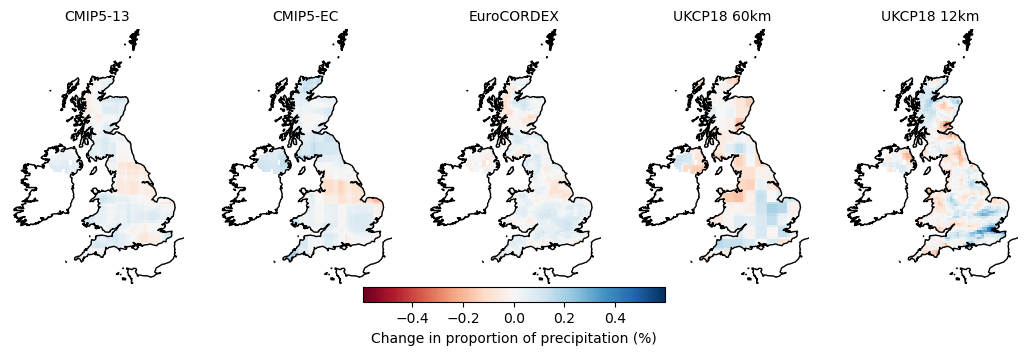 CMIP5-13 CMIP5-EC EuroCORDEX UKCP18 60km UKCP18 12km
−0.4 −0.2 0.0 0.2 0.4
Change in proportion of precipitation (%)